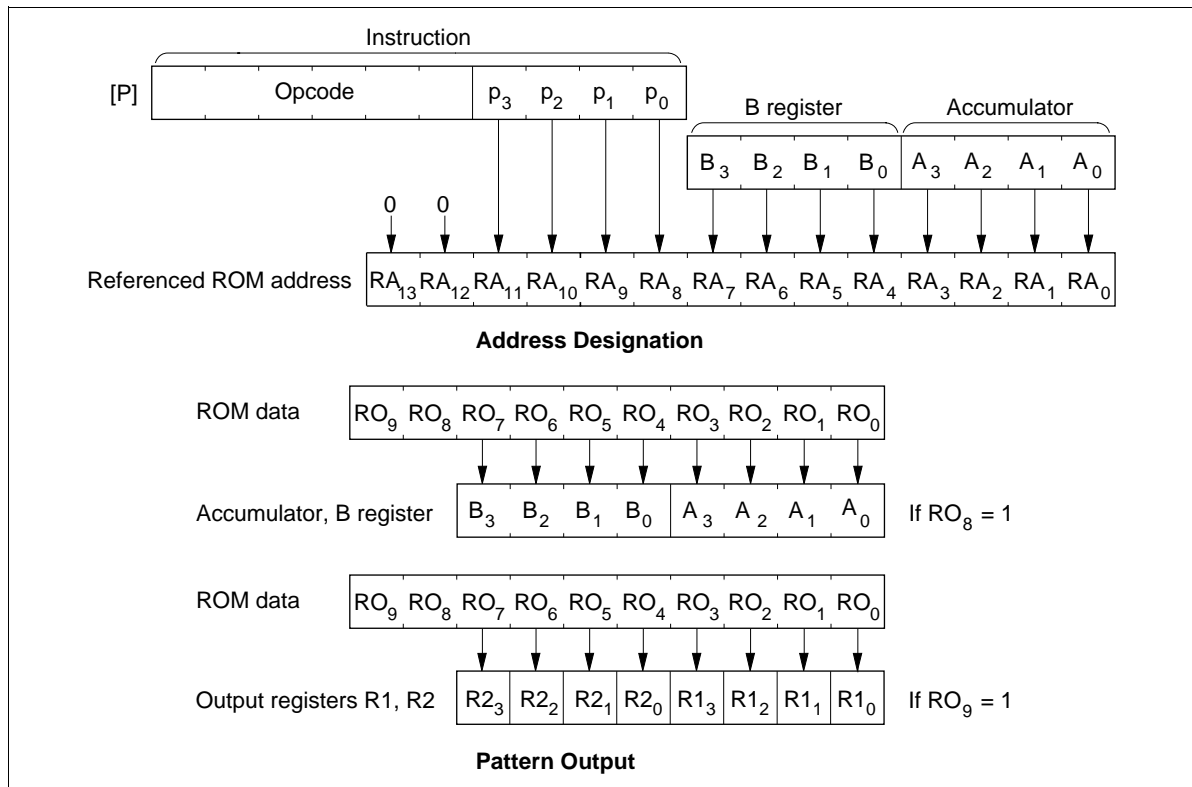 Instruction
[P] Opcode p3 p2 p1 p0
B register Accumulator
B3 B2 B1 B0 A3 A2 A1 A0
0 0
Referenced ROM address RA13 RA12 RA11 RA10 RA9 RA8 RA7 RA6 RA5 RA4 RA3 RA2 RA1 RA0
Address Designation
ROM data RO9 RO8 RO7 RO6 RO5 RO4 RO3 RO2 RO1 RO0
Accumulator, B register B3 B2 B1 B0 A3 A2 A1 A0 If RO8 = 1
ROM data RO9 RO8 RO7 RO6 RO5 RO4 RO3 RO2 RO1 RO0
Output registers R1, R2 R23 R22 R21 R20 R13 R12 R11 R10 If RO9 = 1
Pattern Output